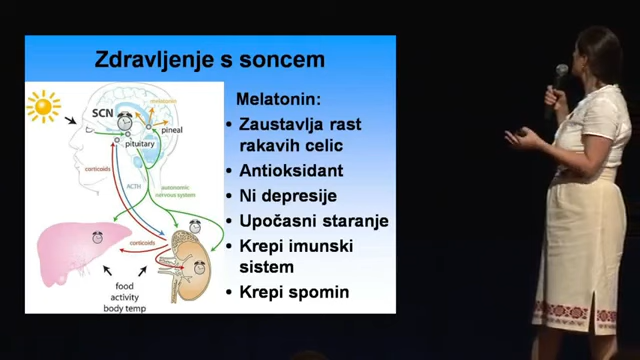 Zdravljenje s soncem
SCN
melatonin
pineal
pituitary
corticoids
ACTH
autonomic
nervous system
corticoids
food
activity
body temp
Melatonin:
• Zaustavlja rast
rakavih celic
• Antioksidant
• Ni depresije
• Upočasni staranje
• Krepi imunski
sistem
• Krepi spomin